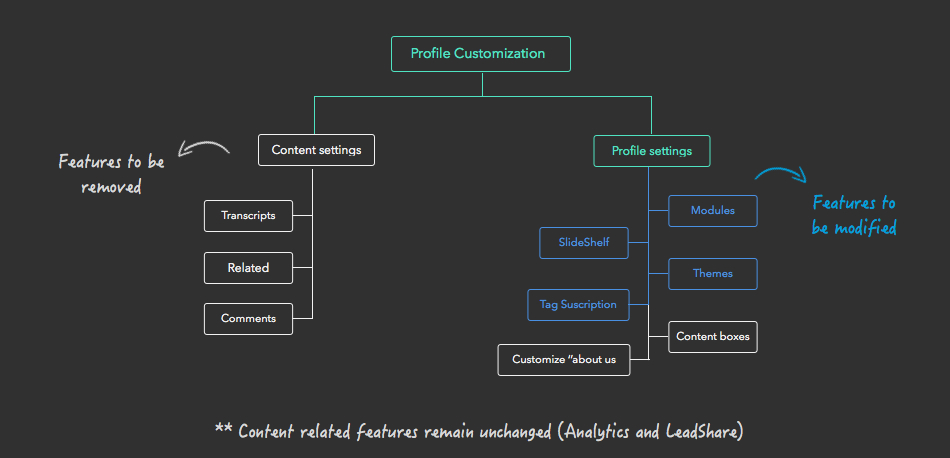 Profile Customization
Content settings
Profile settings
Features to be
removed
Transcripts
Related
Comments
Modules
SlideShelf
Themes
Tag Suscription
Content boxes
Customize “about us
Features to
be modified
** Content related features remain unchanged (Analytics and LeadShare)